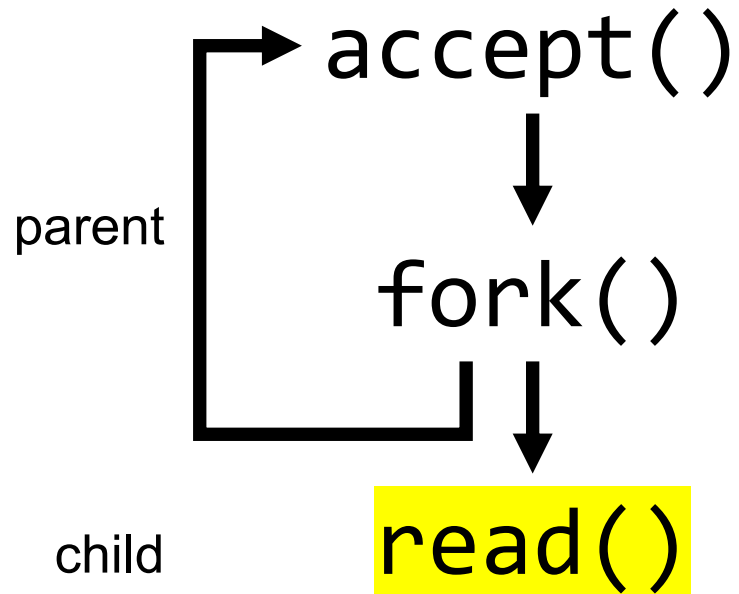 accept()
parent
fork()
child
read()